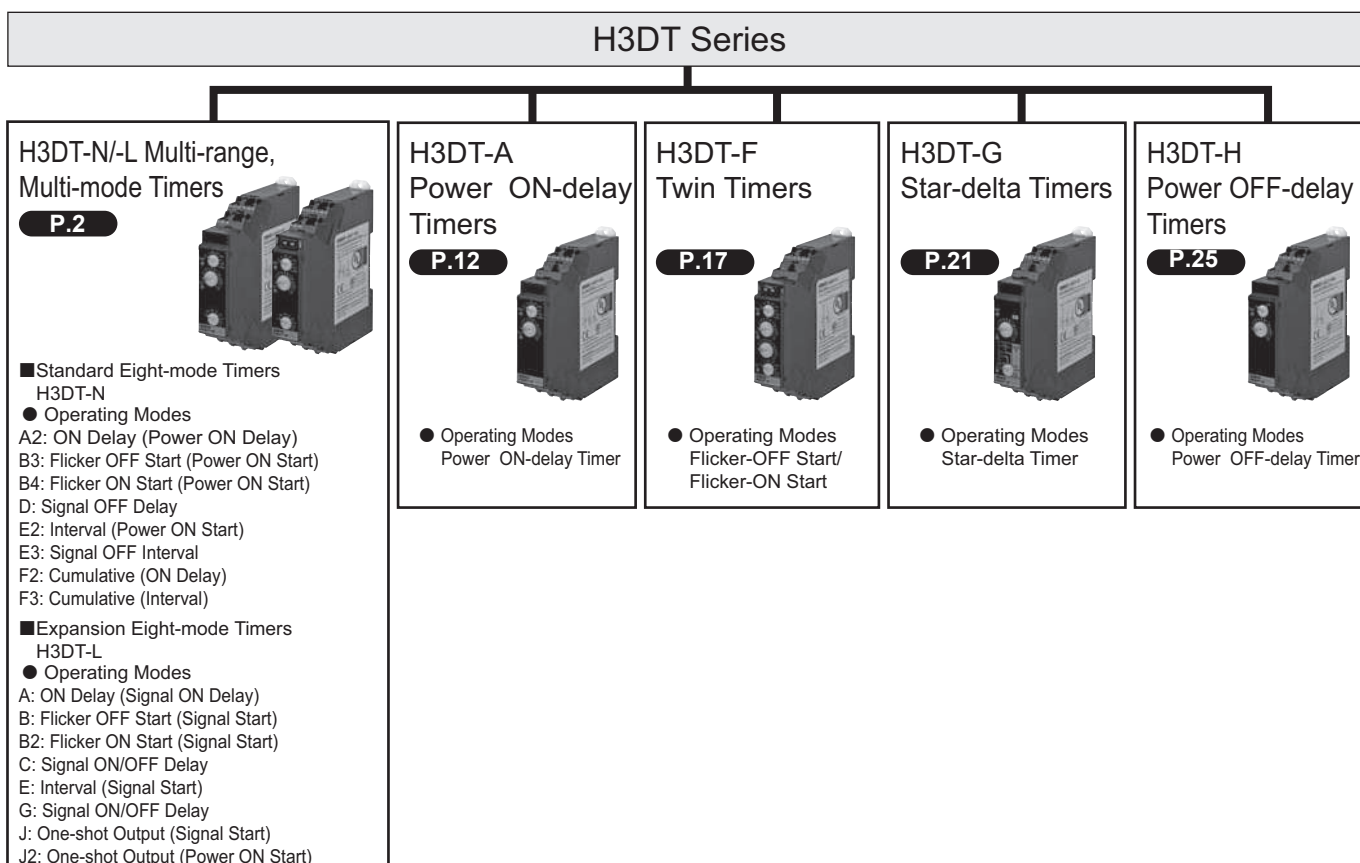 H3DT Series
H3DT-N/-L Multi-range,
Multi-mode Timers
P.2
■Standard Eight-mode Timers
H3DT-N
● Operating Modes
A2: ON Delay (Power ON Delay)
B3: Flicker OFF Start (Power ON Start)
B4: Flicker ON Start (Power ON Start)
D: Signal OFF Delay
E2: Interval (Power ON Start)
E3: Signal OFF Interval
F2: Cumulative (ON Delay)
F3: Cumulative (Interval)
■Expansion Eight-mode Timers
H3DT-L
● Operating Modes
A: ON Delay (Signal ON Delay)
B: Flicker OFF Start (Signal Start)
B2: Flicker ON Start (Signal Start)
C: Signal ON/OFF Delay
E: Interval (Signal Start)
G: Signal ON/OFF Delay
J: One-shot Output (Signal Start)
J2: One-shot Output (Power ON Start)
H3DT-A
Power ON-delay
Timers
P.12
● Operating Modes
Power ON-delay Timer
H3DT-F
Twin Timers
P.17
● Operating Modes
Flicker-OFF Start/
Flicker-ON Start
H3DT-G
Star-delta Timers
P.21
● Operating Modes
Star-delta Timer
H3DT-H
Power OFF-delay
Timers
P.25
● Operating Modes
Power OFF-delay Timer